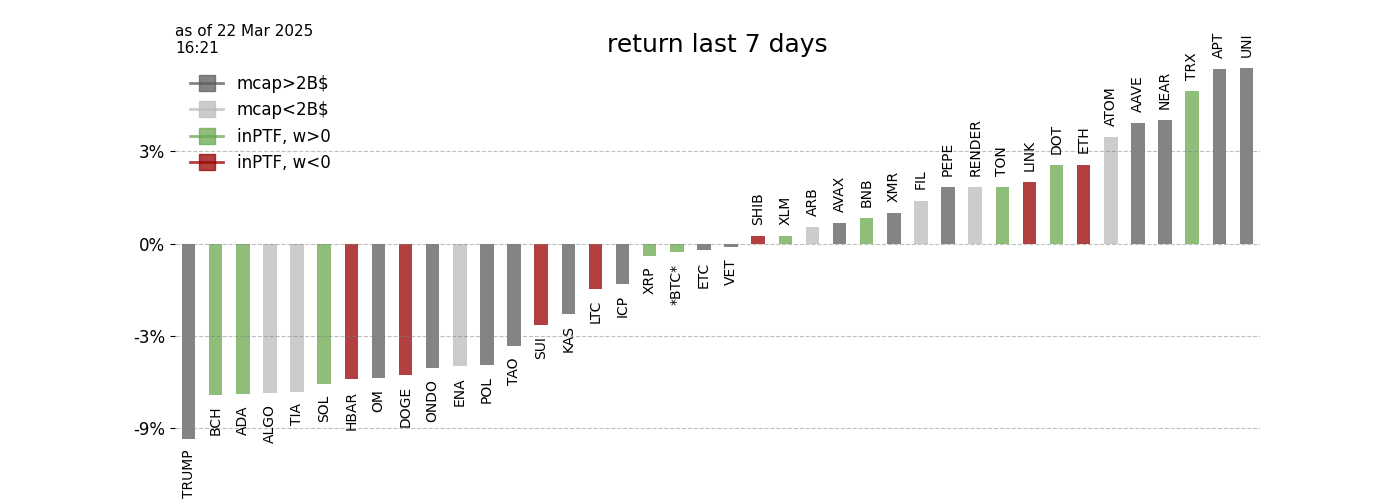 as of 22 Mar 2025
16:21
return last 7 days
mcap>2B$
mcap<2B$
inPTF, w>0
inPTF, w<0
3%
0%
-3%
-9%
TRUMP
BCH
ADA
ALGO
TIA
SOL
HBAR
OM
DOGE
ONDO
ENA
POL
TAO
SUI
KAS
LTC
ICP
XRP
*BTC*
ETC
VET
SHIB
XLM
ARB
AVAX
BNB
XMR
FIL
PEPE
RENDER
TON
LINK
DOT
ETH
ATOM
AAVE
NEAR
TRX
APT
UNI